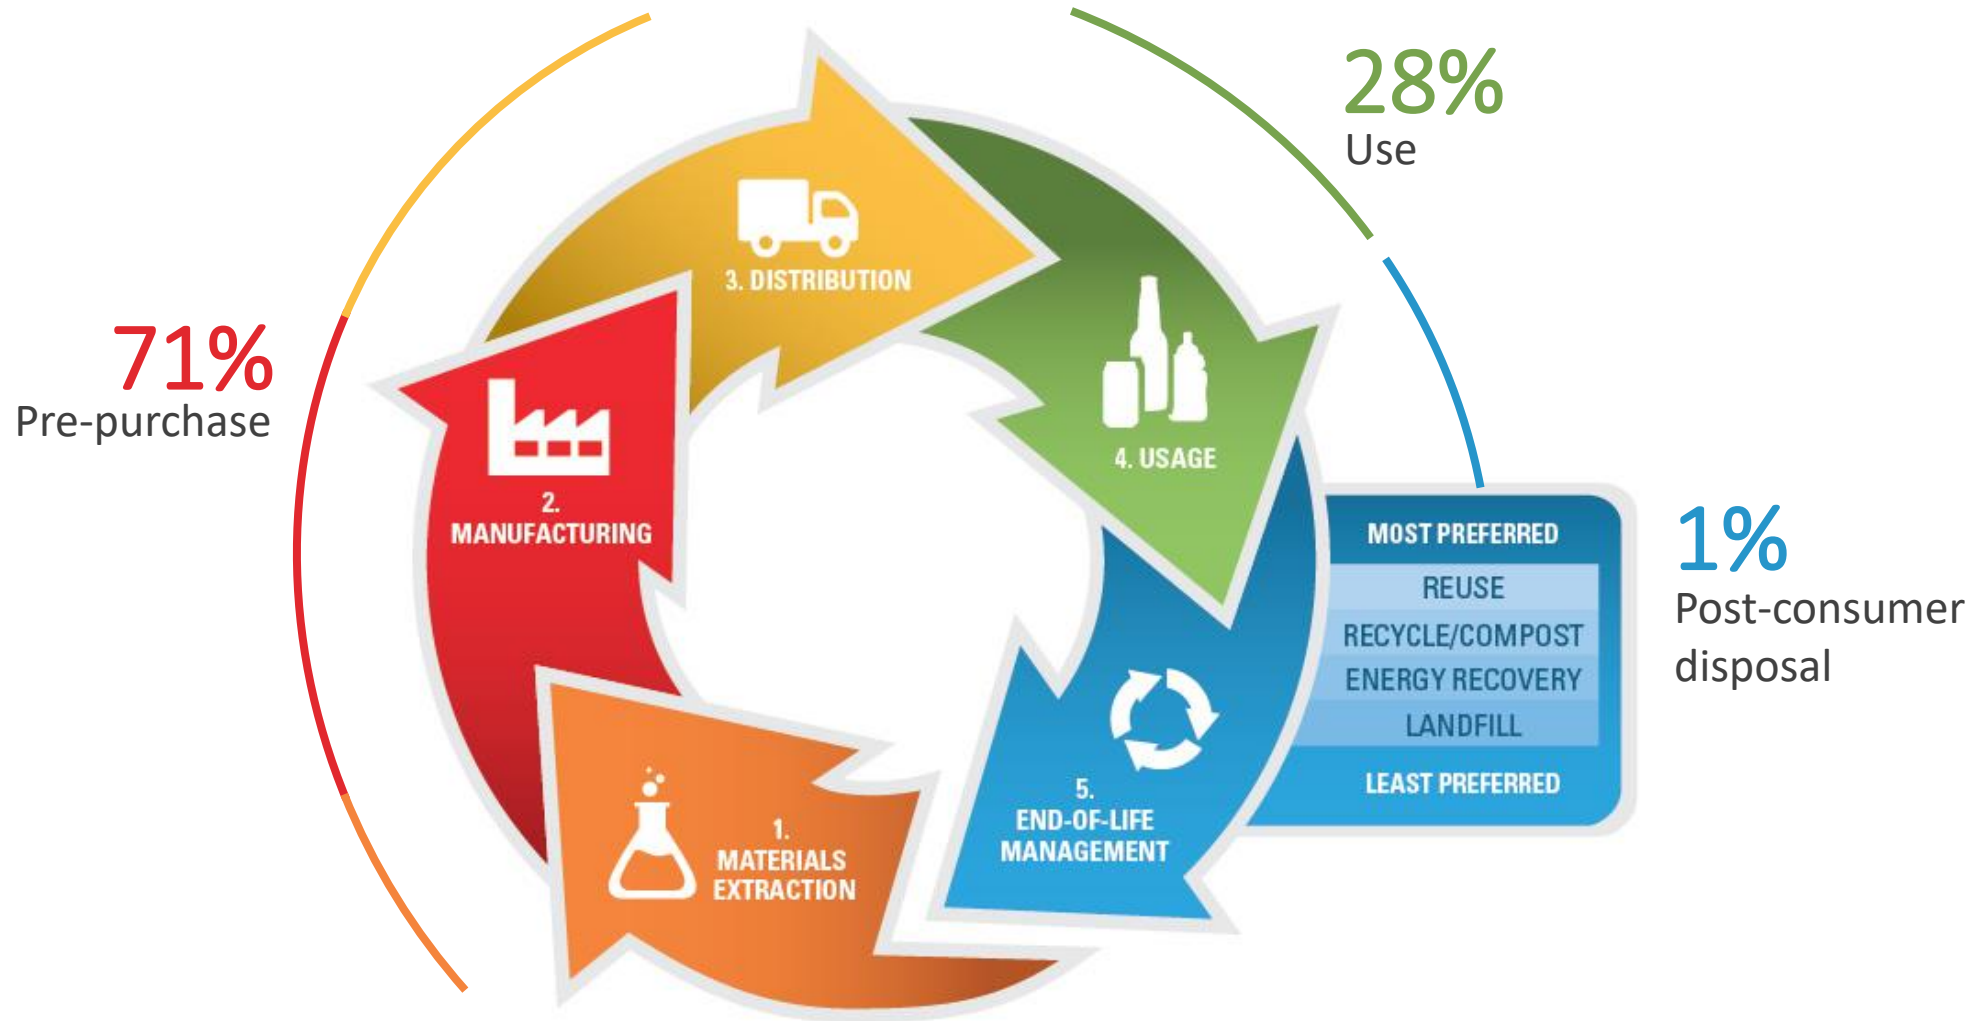 28%
Use
3. DISTRIBUTION
71%
Pre-purchase
4. USAGE
2.
MANUFACTURING
MOST PREFERRED
REUSE
RECYCLE/COMPOST
ENERGY RECOVERY
LANDFILL
LEAST PREFERRED
1%
Post-consumer
disposal
5.
END-OF-LIFE
MANAGEMENT
1.
MATERIALS
EXTRACTION